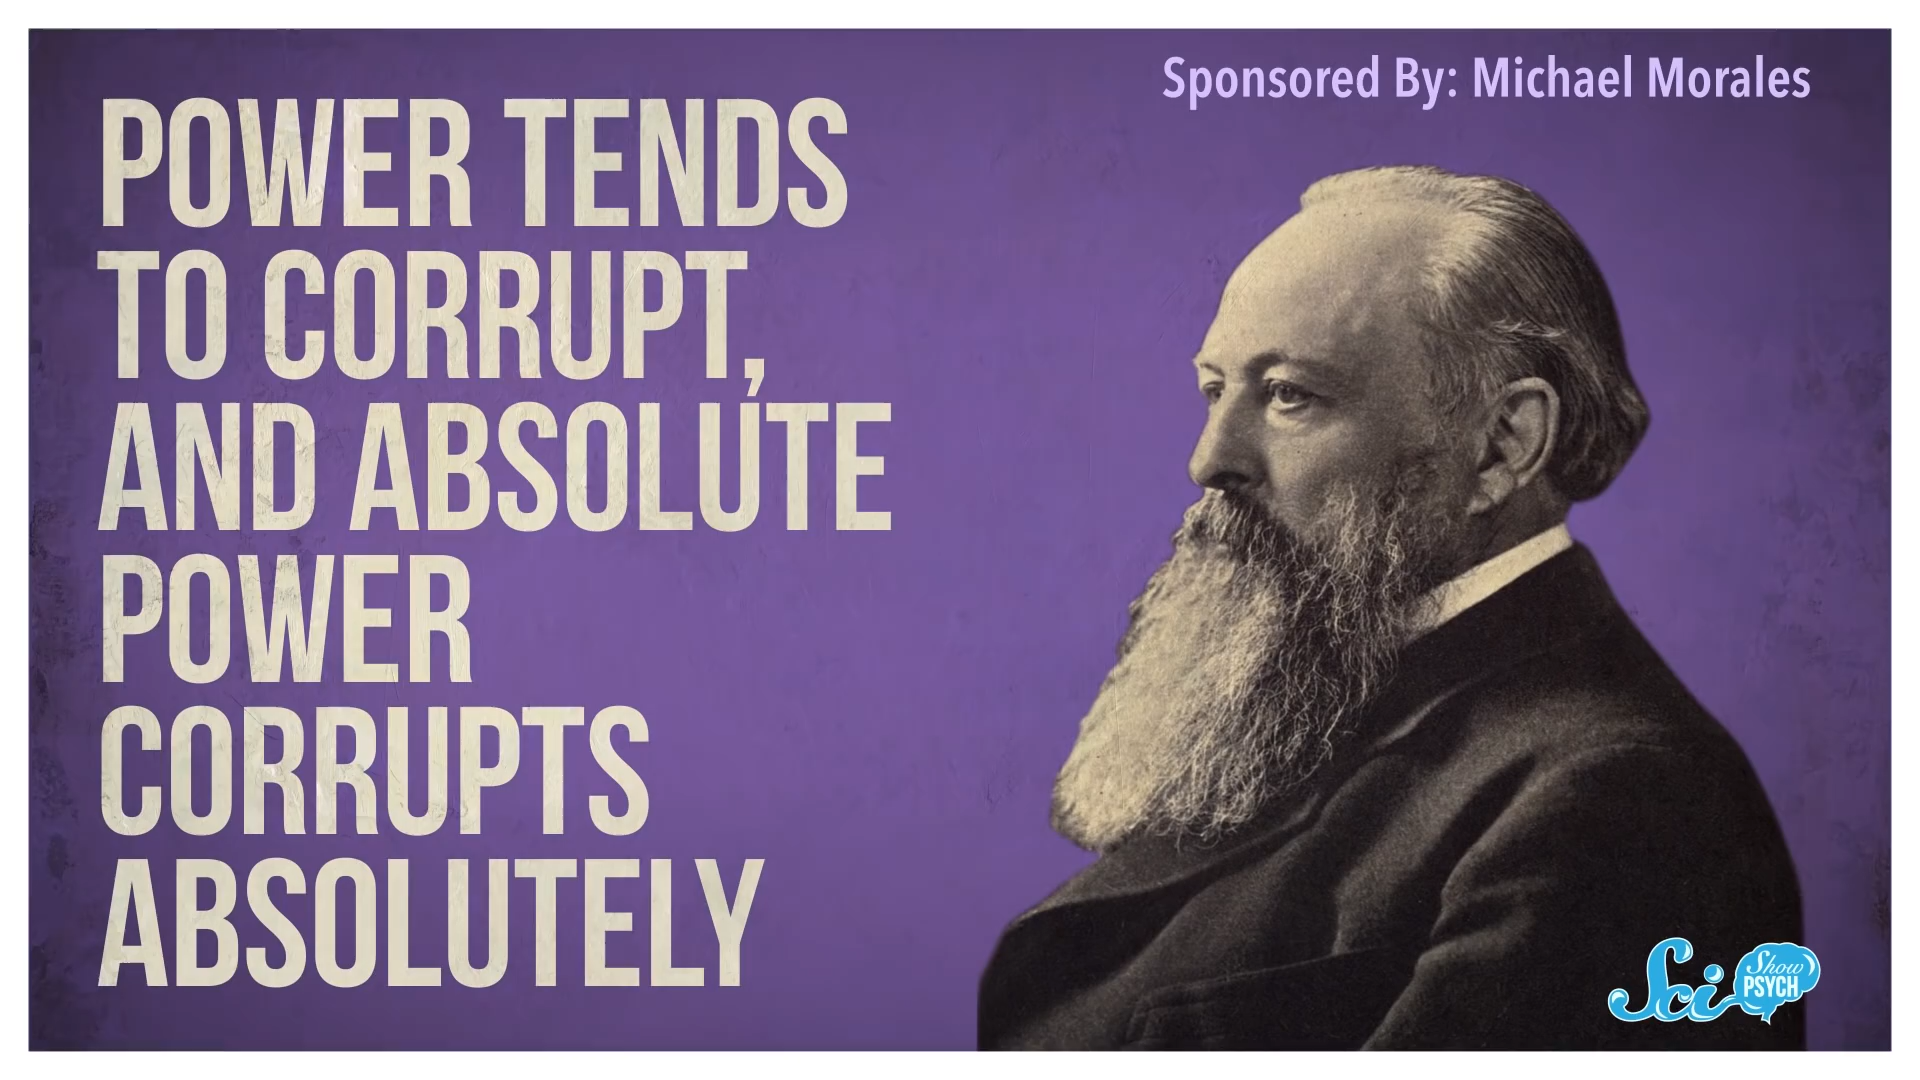 Sponsored By: Michael Morales
POWER TENDS
TO CORRUPT,
AND ABSOLUTE
POWER
CORRUPTS
ABSOLUTELY
Sci Show
PSYCH